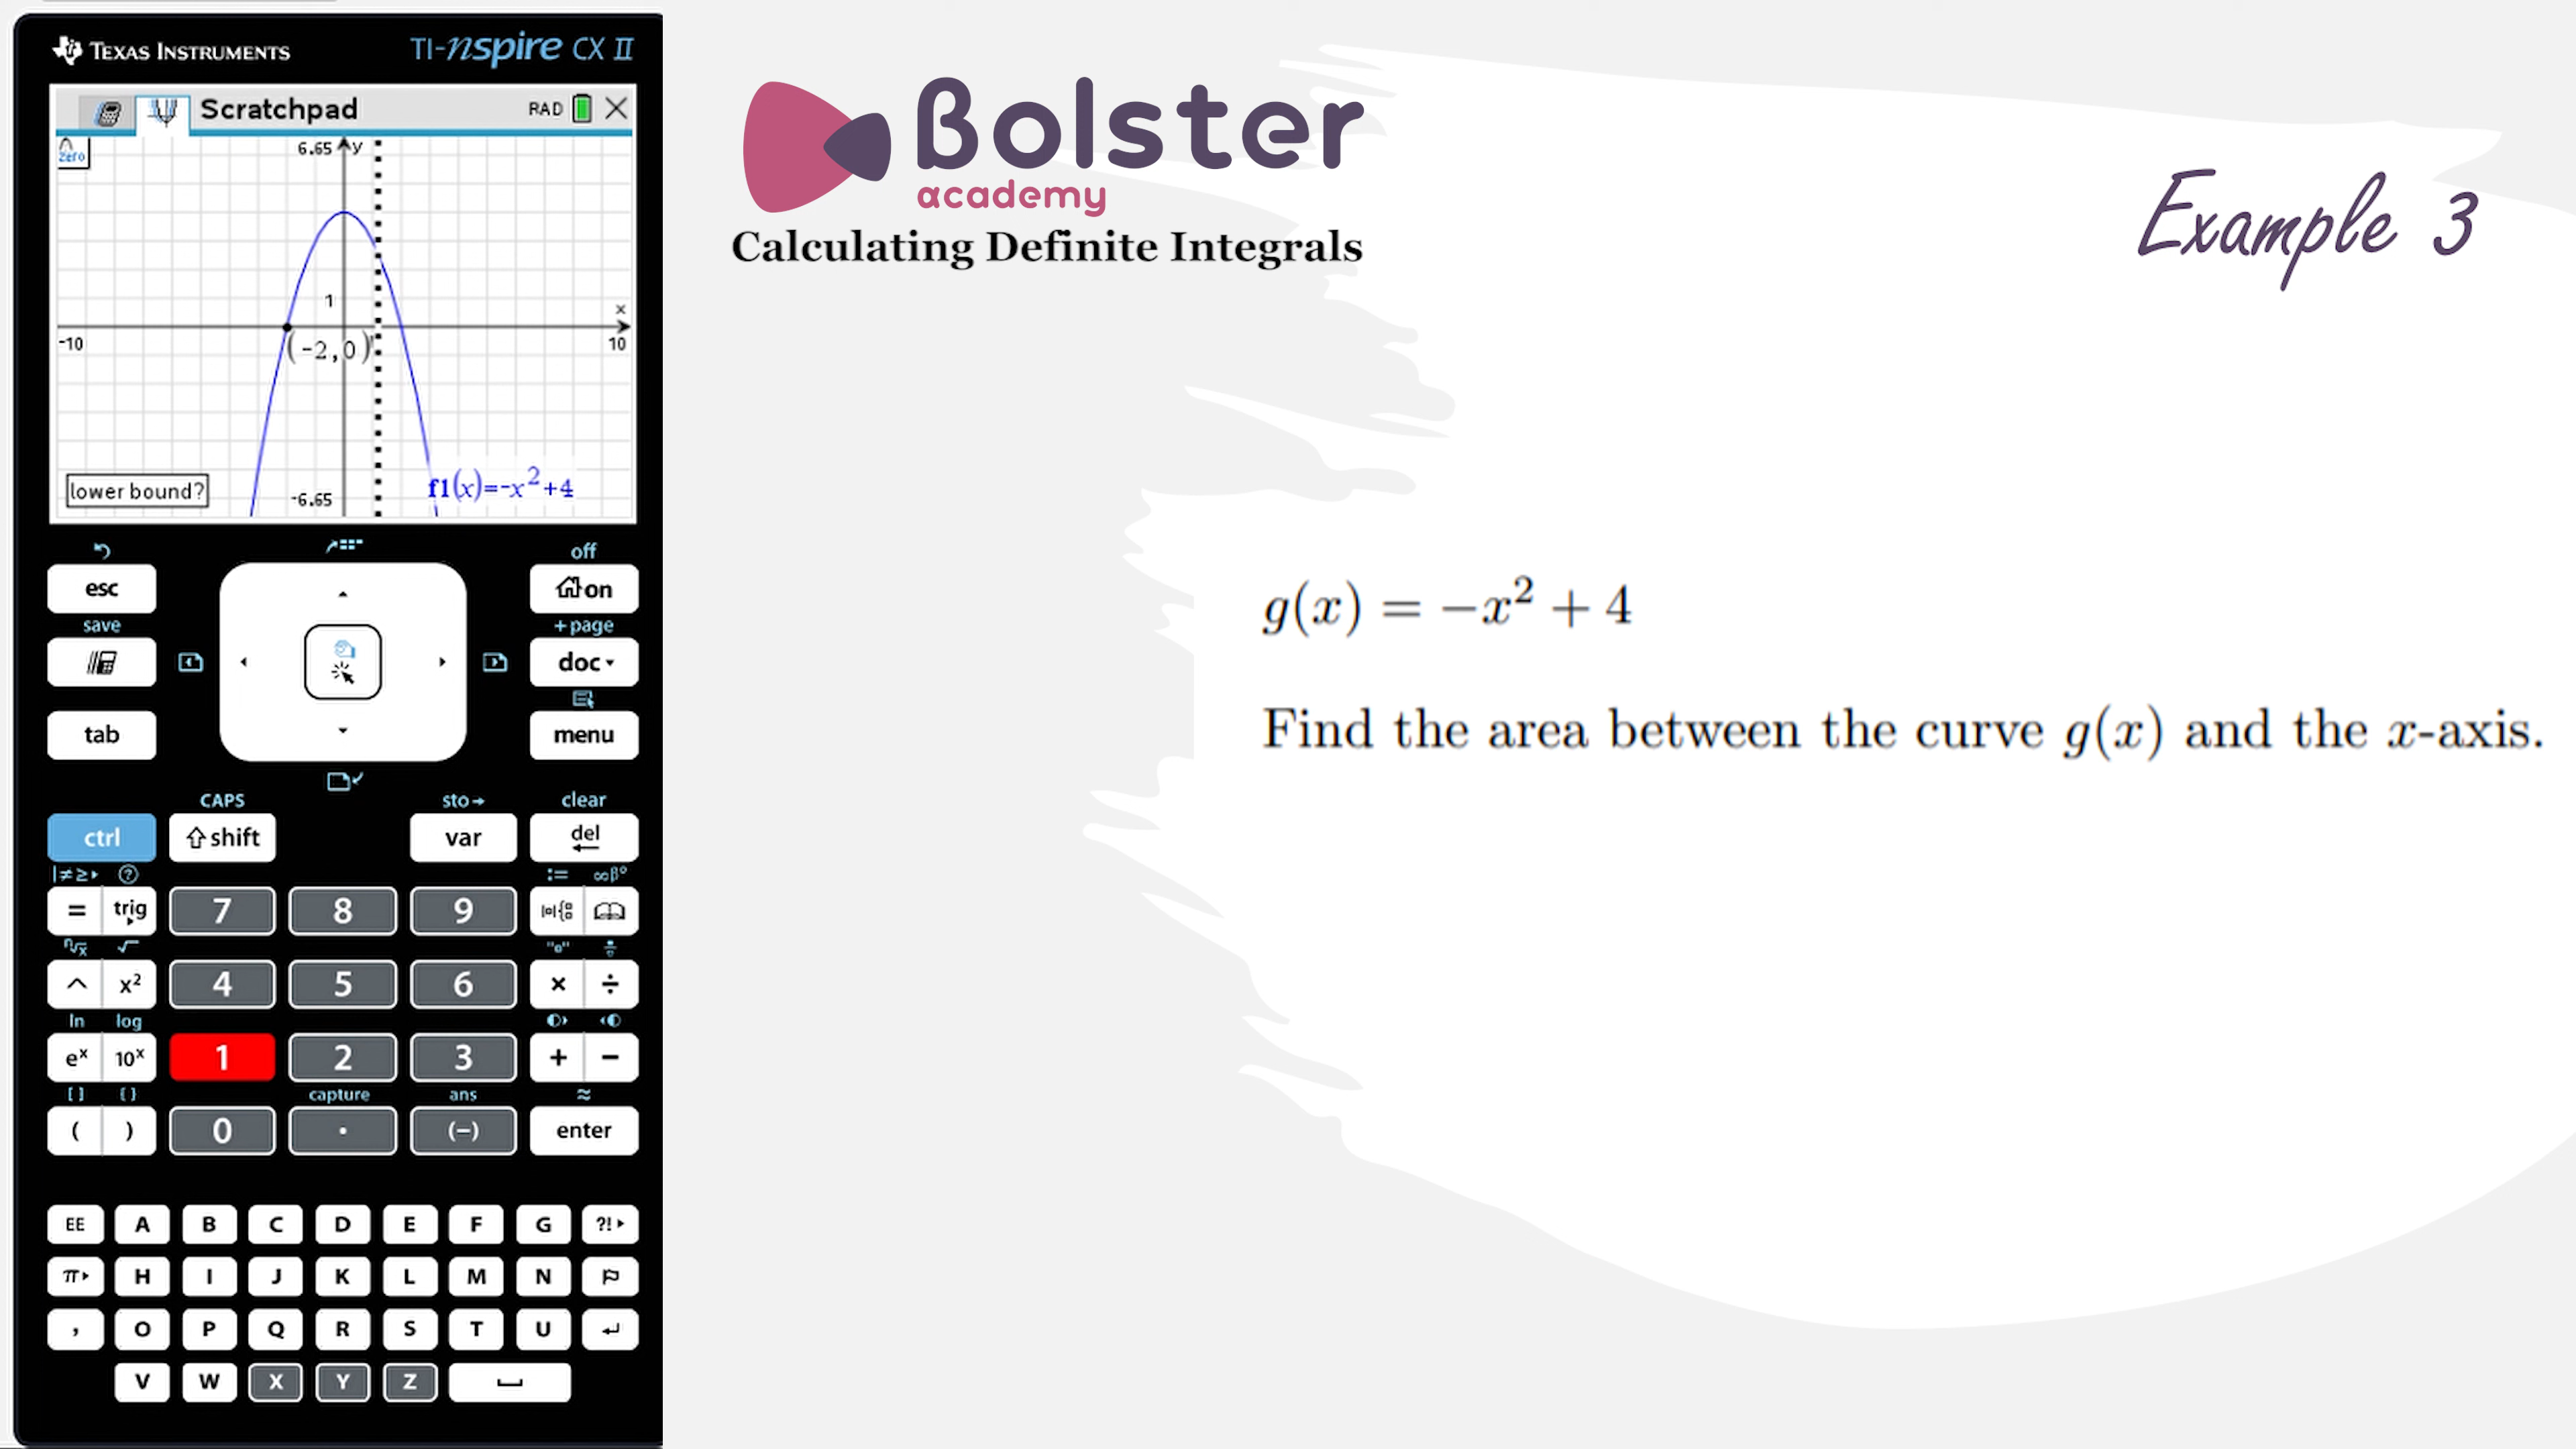 TEXAS INSTRUMENTS TI-nspire CX II
Scratchpad RAD
zero
6.65 y
1
x
-10 10
(-2,0)
lower bound? -6.65 f1(x)=-x²+4
off
esc on
save + page
doc
tab menu
CAPS sto→ clear
ctrl shift var del
|≠≥▸ ? := ∞β°
= trig 7 8 9
ⁿ√x √ "◦" ÷
^ x² 4 5 6 × ÷
ln log
eˣ 10ˣ 1 2 3 + −
[ ] { } capture ans ≈
( ) 0 . (−) enter
EE A B C D E F G ?!▸
π▸ H I J K L M N
, O P Q R S T U ↵
V W X Y Z
Bolster
academy
Calculating Definite Integrals
Example 3
g(x) = −x² + 4
Find the area between the curve g(x) and the x-axis.